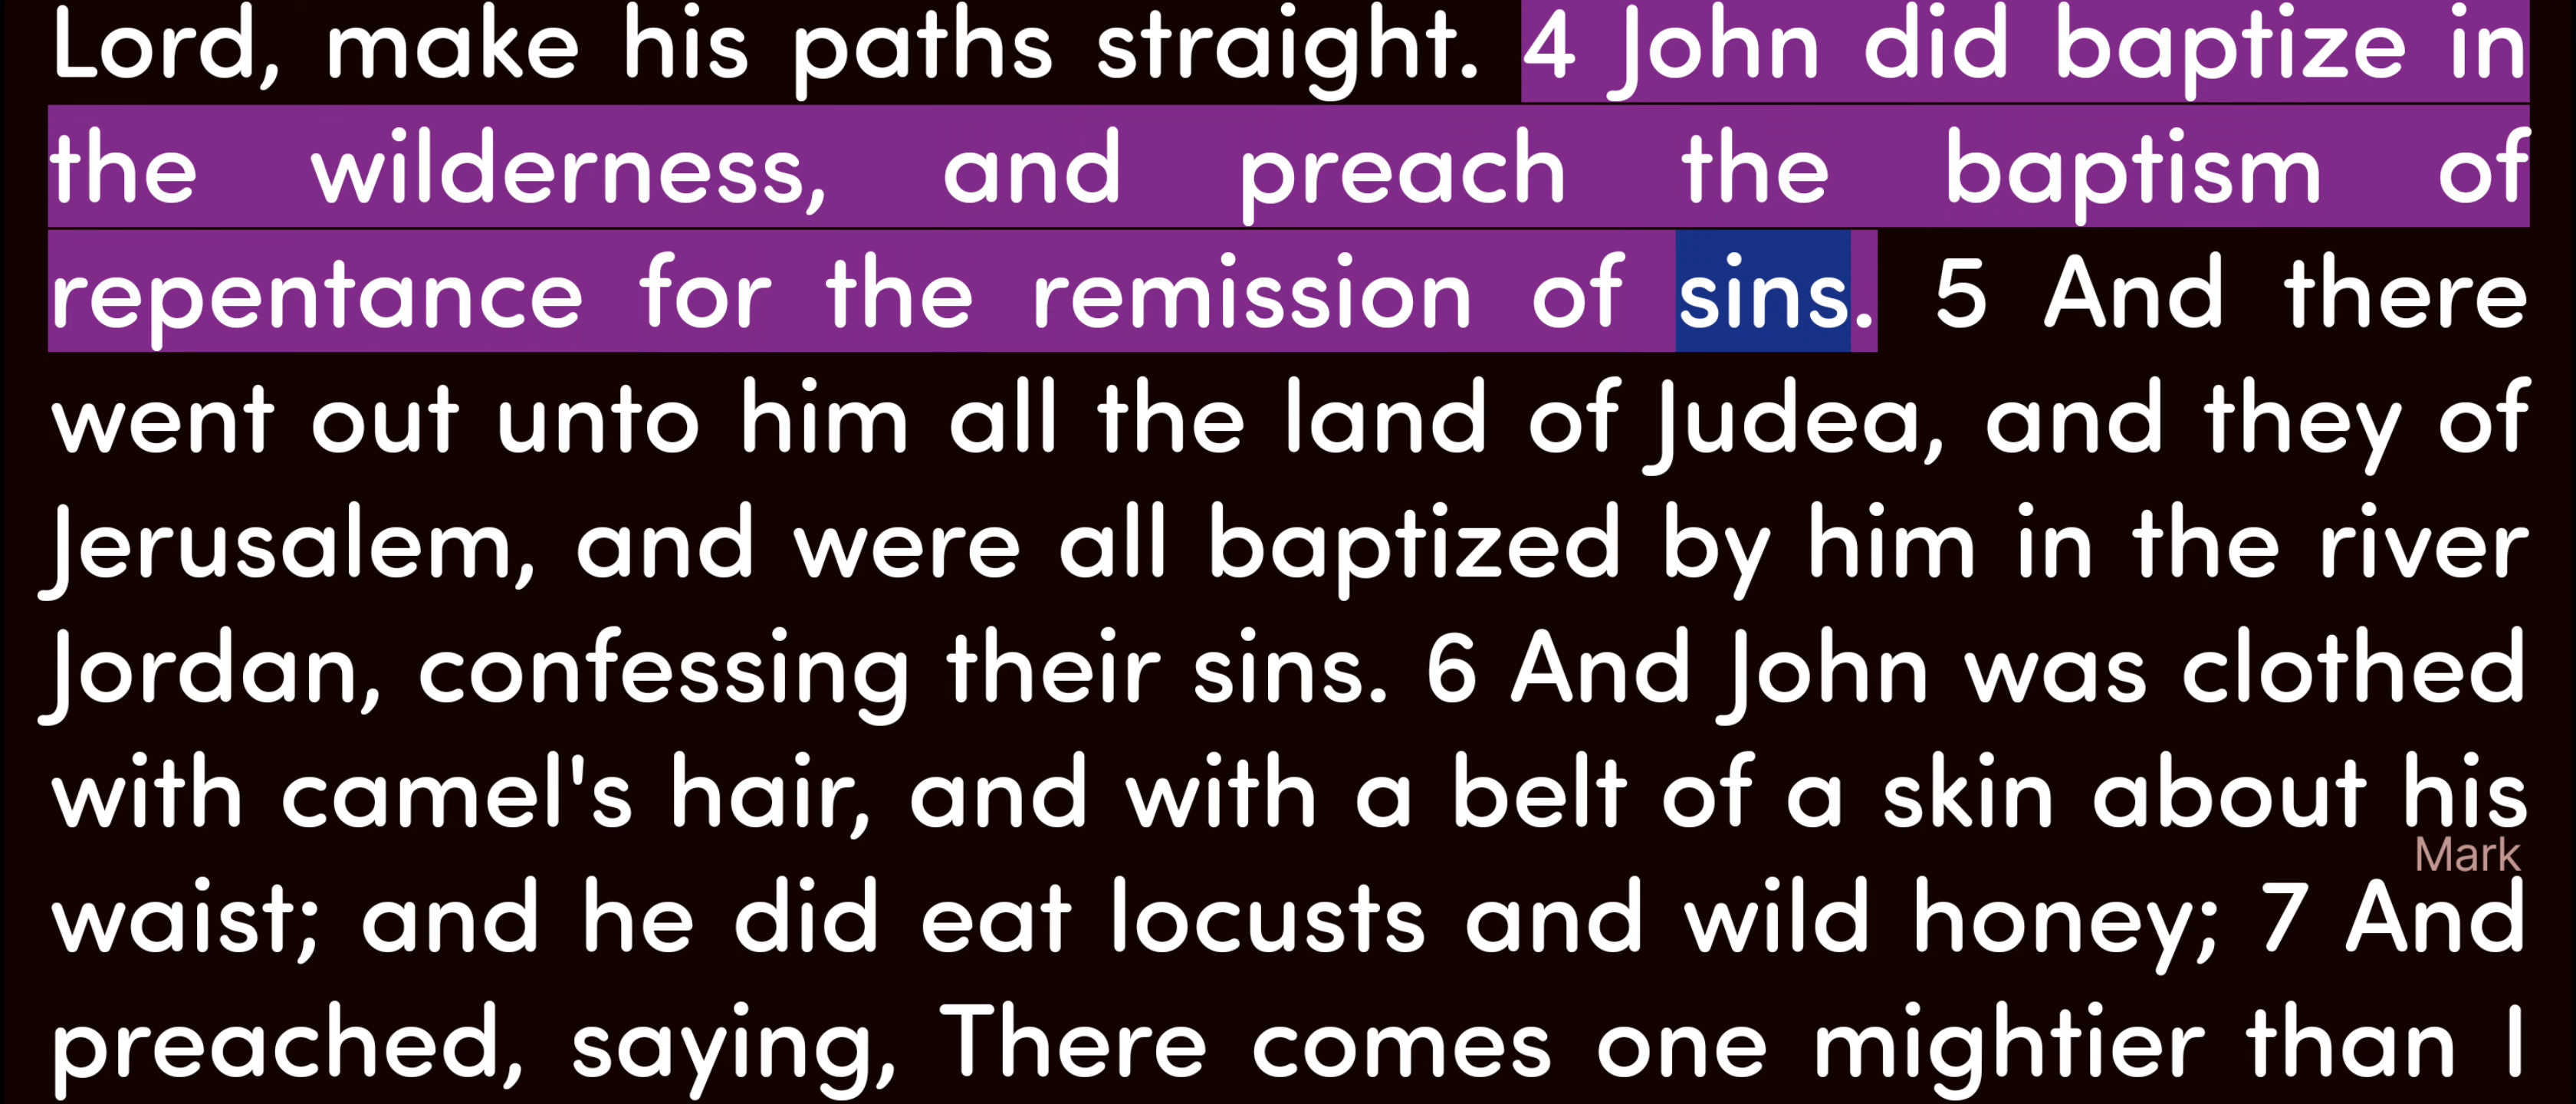 Lord, make his paths straight. 4 John did baptize in
the wilderness, and preach the baptism of
repentance for the remission of sins. 5 And there
went out unto him all the land of Judea, and they of
Jerusalem, and were all baptized by him in the river
Jordan, confessing their sins. 6 And John was clothed
with camel's hair, and with a belt of a skin about his
Mark
waist; and he did eat locusts and wild honey; 7 And
preached, saying, There comes one mightier than I